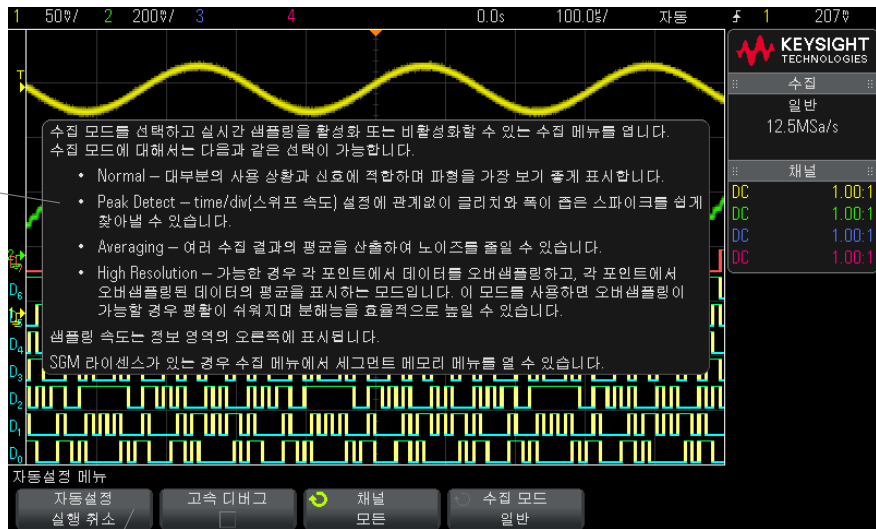 1 50V/ 2 200V/ 3 4 0.0s 100.0s/ 자동 1 207V
KEYSIGHT
TECHNOLOGIES
T
수집
일반
12.5MSa/s
채널
DC 1.00:1
DC 1.00:1
DC 1.00:1
DC 1.00:1
수집 모드를 선택하고 실시간 샘플링을 활성화 또는 비활성화할 수 있는 수집 메뉴를 엽니다.
수집 모드에 대해서는 다음과 같은 선택이 가능합니다.
• Normal – 대부분의 사용 상황과 신호에 적합하며 파형을 가장 보기 좋게 표시합니다.
• Peak Detect – time/div(스위프 속도) 설정에 관계없이 글리치와 폭이 좁은 스파이크를 쉽게
찾아낼 수 있습니다.
• Averaging – 여러 수집 결과의 평균을 산출하여 노이즈를 줄일 수 있습니다.
• High Resolution – 가능한 경우 각 포인트에서 데이터를 오버샘플링하고, 각 포인트에서
오버샘플링된 데이터의 평균을 표시하는 모드입니다. 이 모드를 사용하면 오버샘플링이
가능할 경우 평활이 쉬워지며 분해능을 효율적으로 높일 수 있습니다.
샘플링 속도는 정보 영역의 오른쪽에 표시됩니다.
SGM 라이센스가 있는 경우 수집 메뉴에서 세그먼트 메모리 메뉴를 열 수 있습니다.
D6
D4
D3
D2
D1
D0
자동설정 메뉴
자동설정
실행 취소
고속 디버그
채널
모든
수집 모드
일반